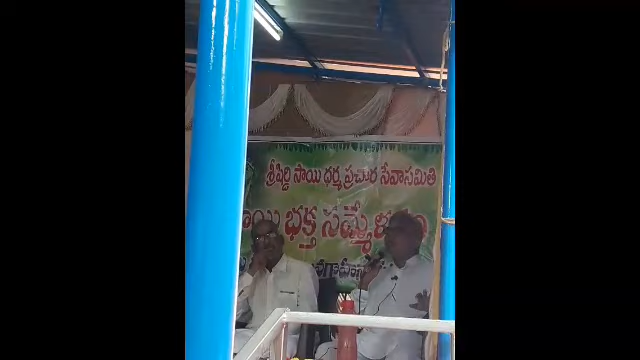 శ్రీషిర్డి సాయి ధర్మ ప్రచుర సేవాసమితి
సాయి భక్త సమ్మేళనం